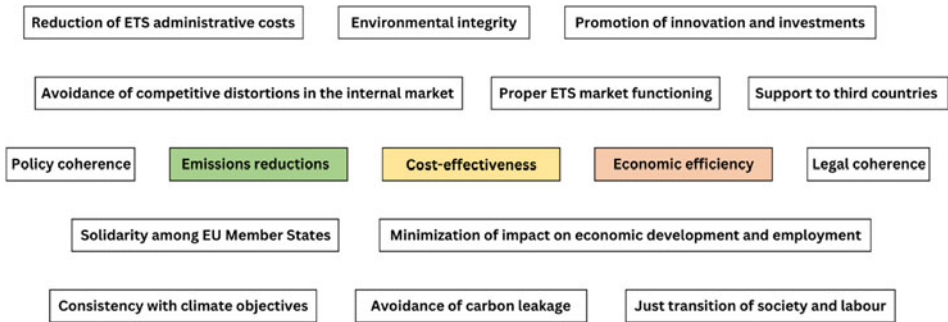 Reduction of ETS administrative costs
Environmental integrity
Promotion of innovation and investments
Avoidance of competitive distortions in the internal market
Proper ETS market functioning
Support to third countries
Policy coherence
Emissions reductions
Cost-effectiveness
Economic efficiency
Legal coherence
Solidarity among EU Member States
Minimization of impact on economic development and employment
Consistency with climate objectives
Avoidance of carbon leakage
Just transition of society and labour